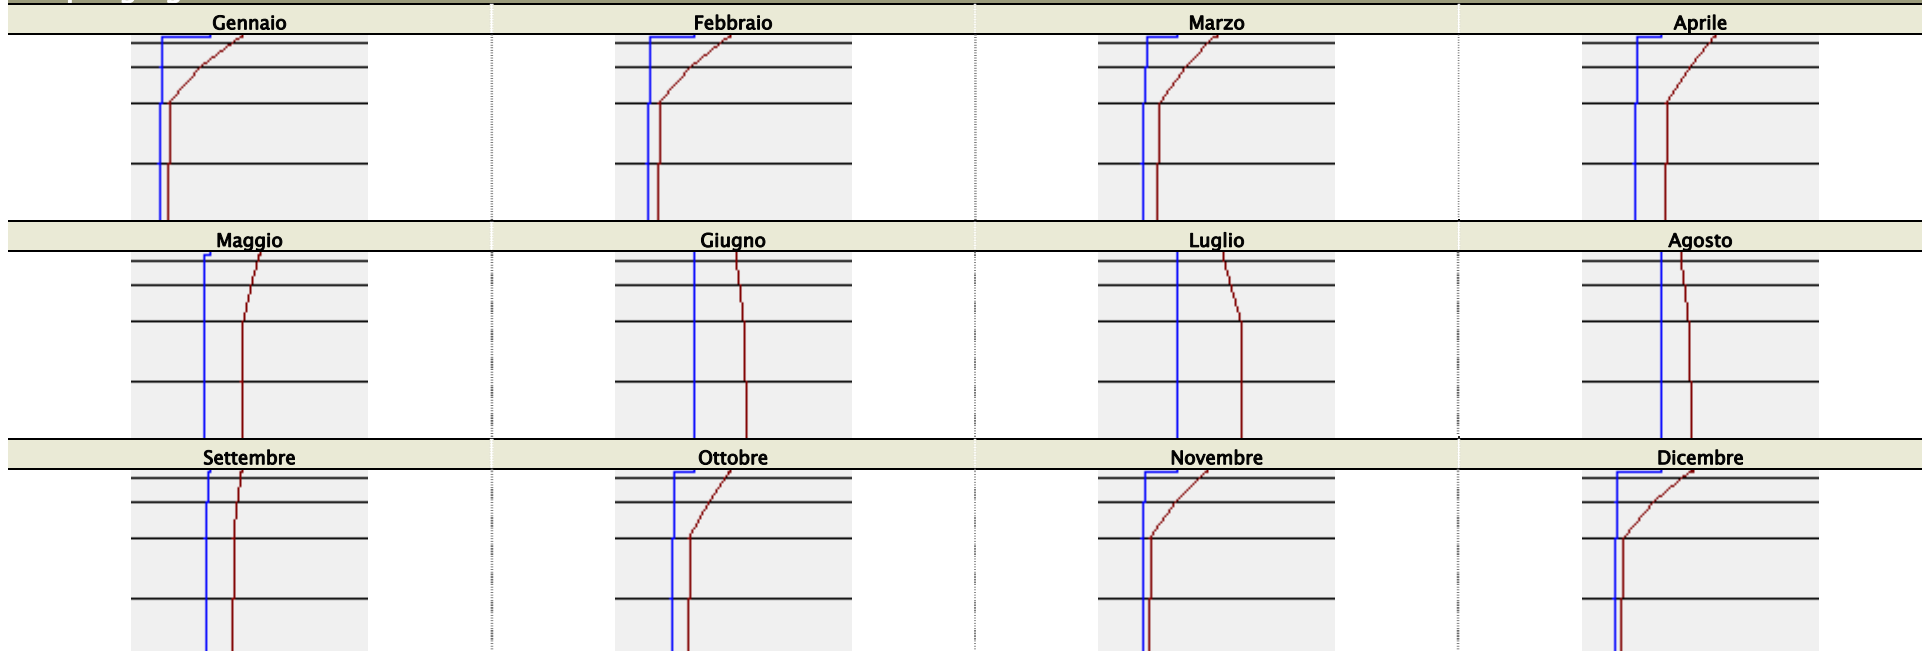 Gennaio Febbraio Marzo Aprile
Maggio Giugno Luglio Agosto
Settembre Ottobre Novembre Dicembre